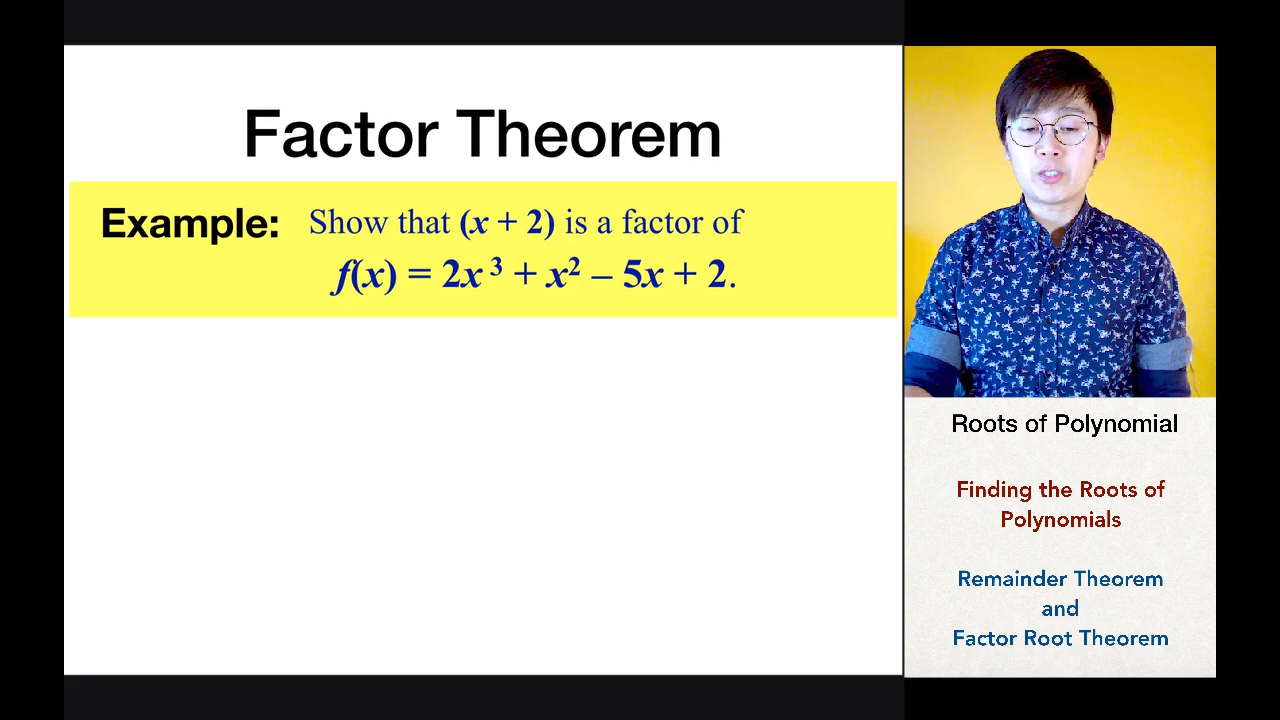 Factor Theorem
Example: Show that (x + 2) is a factor of
f(x) = 2x³ + x² – 5x + 2.
Roots of Polynomial
Finding the Roots of
Polynomials
Remainder Theorem
and
Factor Root Theorem